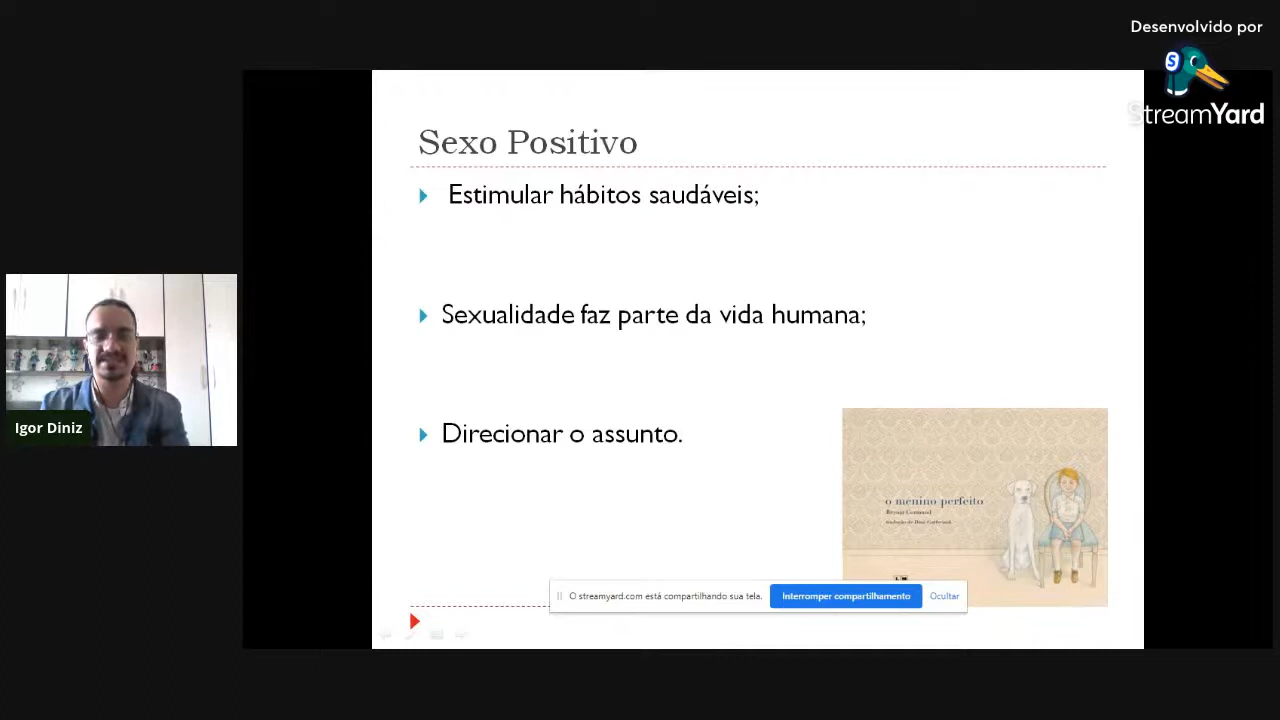 Desenvolvido por
StreamYard
Sexo Positivo
Estimular hábitos saudáveis;
Sexualidade faz parte da vida humana;
Direcionar o assunto.
Igor Diniz
o menino perfeito
O streamyard.com está compartilhando sua tela.
Interromper compartilhamento
Ocultar